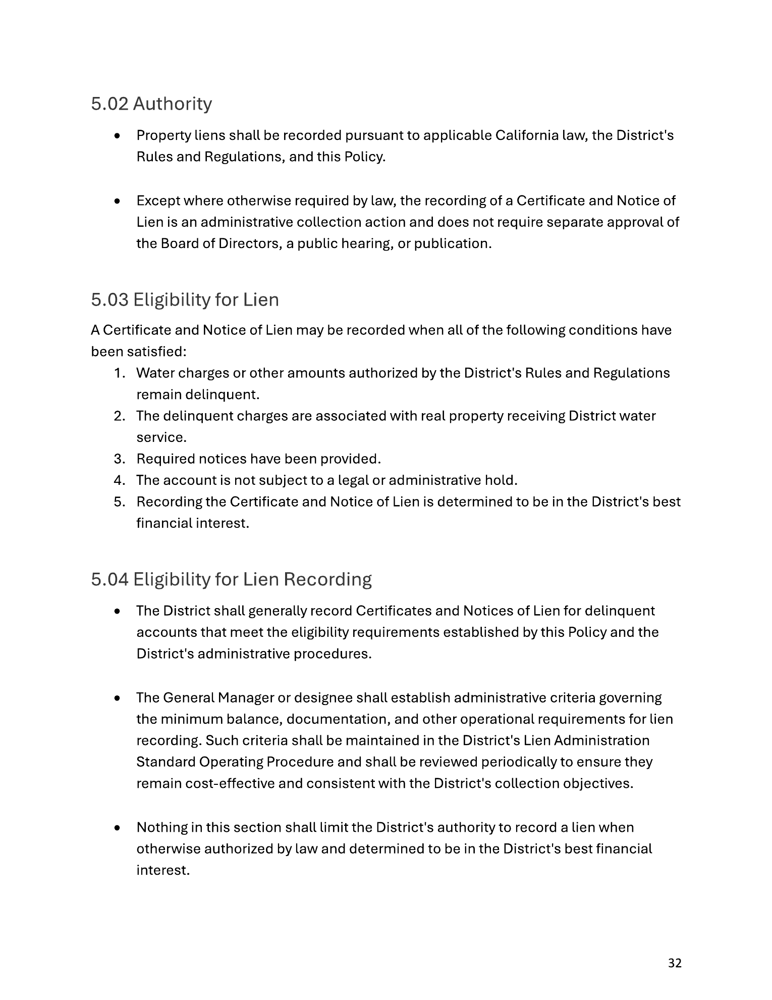 5.02 Authority
• Property liens shall be recorded pursuant to applicable California law, the District's
Rules and Regulations, and this Policy.
• Except where otherwise required by law, the recording of a Certificate and Notice of
Lien is an administrative collection action and does not require separate approval of
the Board of Directors, a public hearing, or publication.
5.03 Eligibility for Lien
A Certificate and Notice of Lien may be recorded when all of the following conditions have
been satisfied:
1. Water charges or other amounts authorized by the District's Rules and Regulations
remain delinquent.
2. The delinquent charges are associated with real property receiving District water
service.
3. Required notices have been provided.
4. The account is not subject to a legal or administrative hold.
5. Recording the Certificate and Notice of Lien is determined to be in the District's best
financial interest.
5.04 Eligibility for Lien Recording
• The District shall generally record Certificates and Notices of Lien for delinquent
accounts that meet the eligibility requirements established by this Policy and the
District's administrative procedures.
• The General Manager or designee shall establish administrative criteria governing
the minimum balance, documentation, and other operational requirements for lien
recording. Such criteria shall be maintained in the District's Lien Administration
Standard Operating Procedure and shall be reviewed periodically to ensure they
remain cost-effective and consistent with the District's collection objectives.
• Nothing in this section shall limit the District's authority to record a lien when
otherwise authorized by law and determined to be in the District's best financial
interest.
32